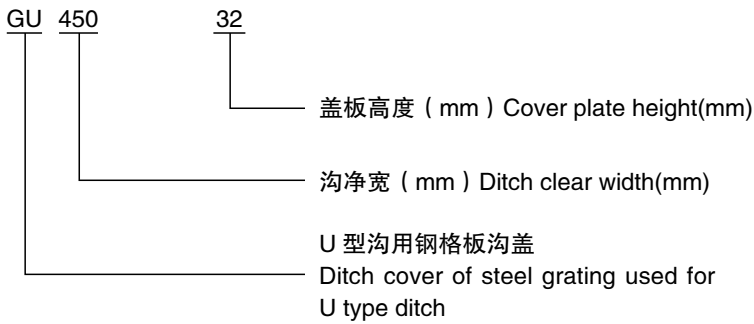 GU 450 32
盖板高度（mm）Cover plate height(mm)
沟净宽（mm）Ditch clear width(mm)
U 型沟用钢格板沟盖
Ditch cover of steel grating used for
U type ditch